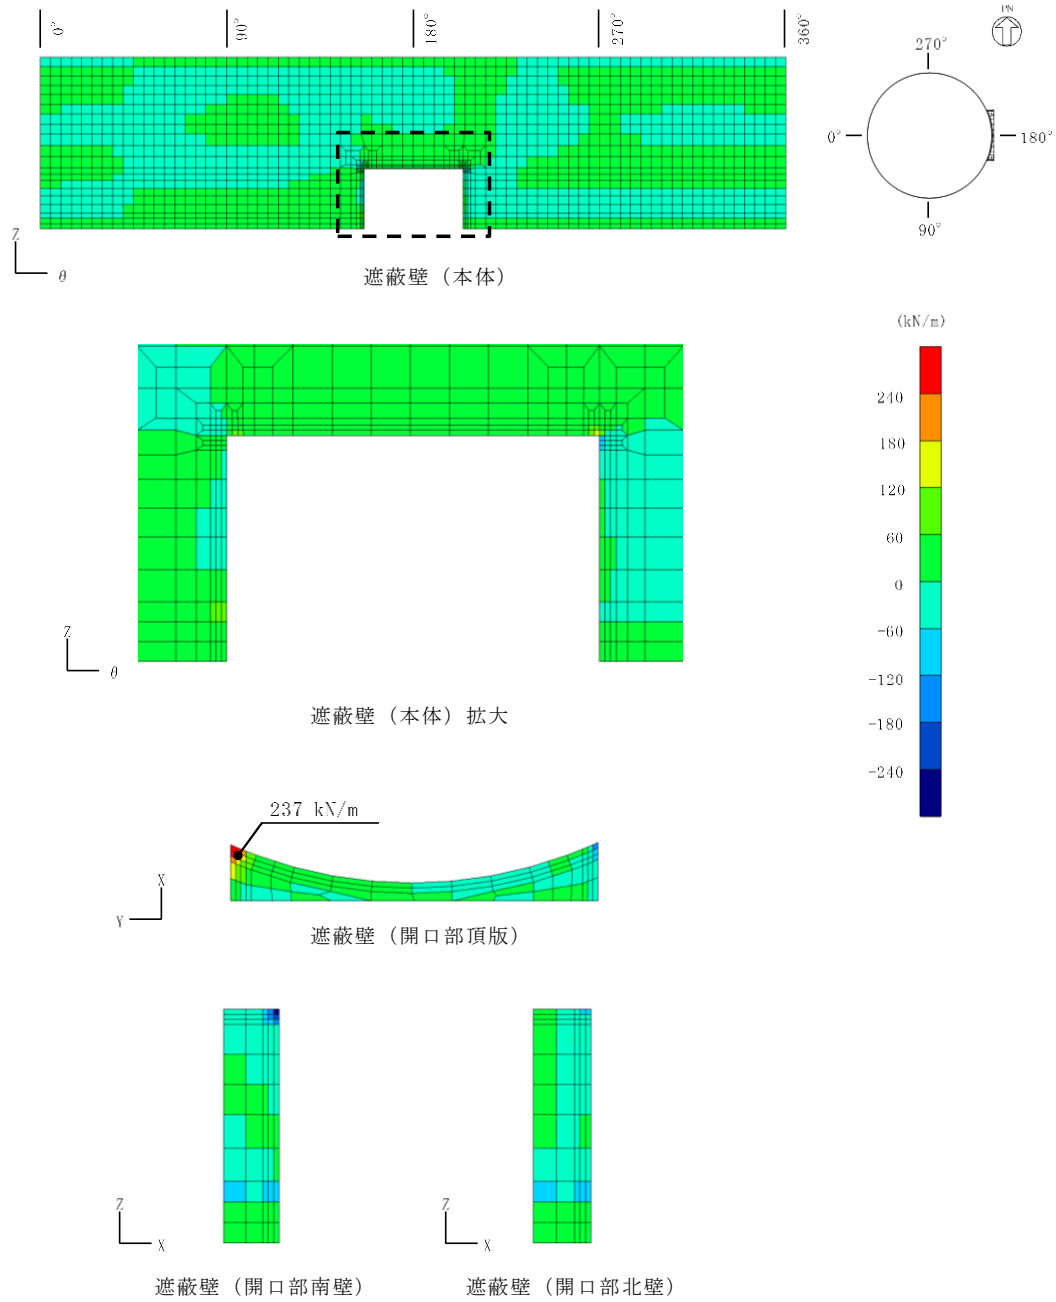 0°
90°
180°
270°
360°
PN
270°
0°
180°
90°
Z
θ
遮蔽壁（本体）
(kN/m)
240
180
120
60
0
-60
-120
-180
-240
Z
θ
遮蔽壁（本体）拡大
237 kN/m
X
Y
遮蔽壁（開口部頂版）
Z
X
Z
X
遮蔽壁（開口部南壁）
遮蔽壁（開口部北壁）